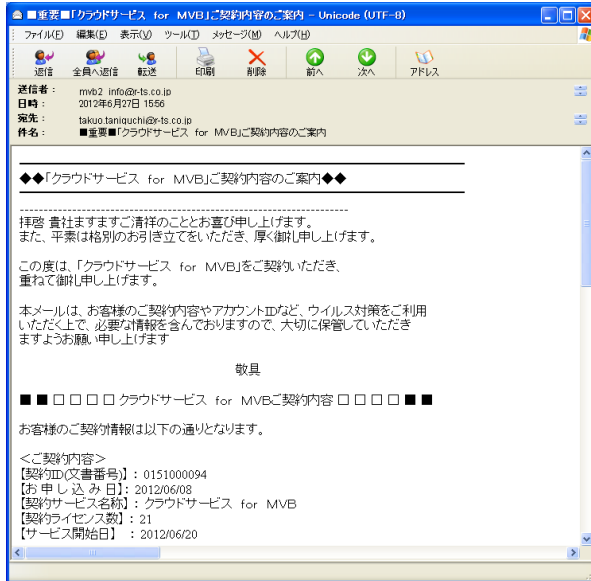 ■重要■「クラウドサービス for MVB」ご契約内容のご案内 - Unicode (UTF-8)
ファイル(F) 編集(E) 表示(V) ツール(T) メッセージ(M) ヘルプ(H)
返信 全員へ返信 転送 印刷 削除 前へ 次へ アドレス
送信者： mvb2 info@r-ts.co.jp
日時： 2012年6月27日 15:56
宛先： takuo.taniguchi@r-ts.co.jp
件名： ■重要■「クラウドサービス for MVB」ご契約内容のご案内
◆◆「クラウドサービス for MVB」ご契約内容のご案内◆◆
拝啓 貴社ますますご清祥のこととお喜び申し上げます。
また、平素は格別のお引き立てをいただき、厚く御礼申し上げます。
この度は、「クラウドサービス for MVB」をご契約いただき、
重ねて御礼申し上げます。
本メールは、お客様のご契約内容やアカウントIDなど、ウイルス対策をご利用
いただく上で、必要な情報を含んでおりますので、大切に保管していただき
ますようお願い申し上げます
敬具
■ ■ □ □ □ □ クラウドサービス for MVBご契約内容 □ □ □ □ ■ ■
お客様のご契約情報は以下の通りとなります。
＜ご契約内容＞
【契約ID(文書番号)】: 0151000094
【お 申 し 込 み 日】: 2012/06/08
【契約サービス名称】: クラウドサービス for MVB
【契約ライセンス数】: 21
【サービス開始日】 : 2012/06/20